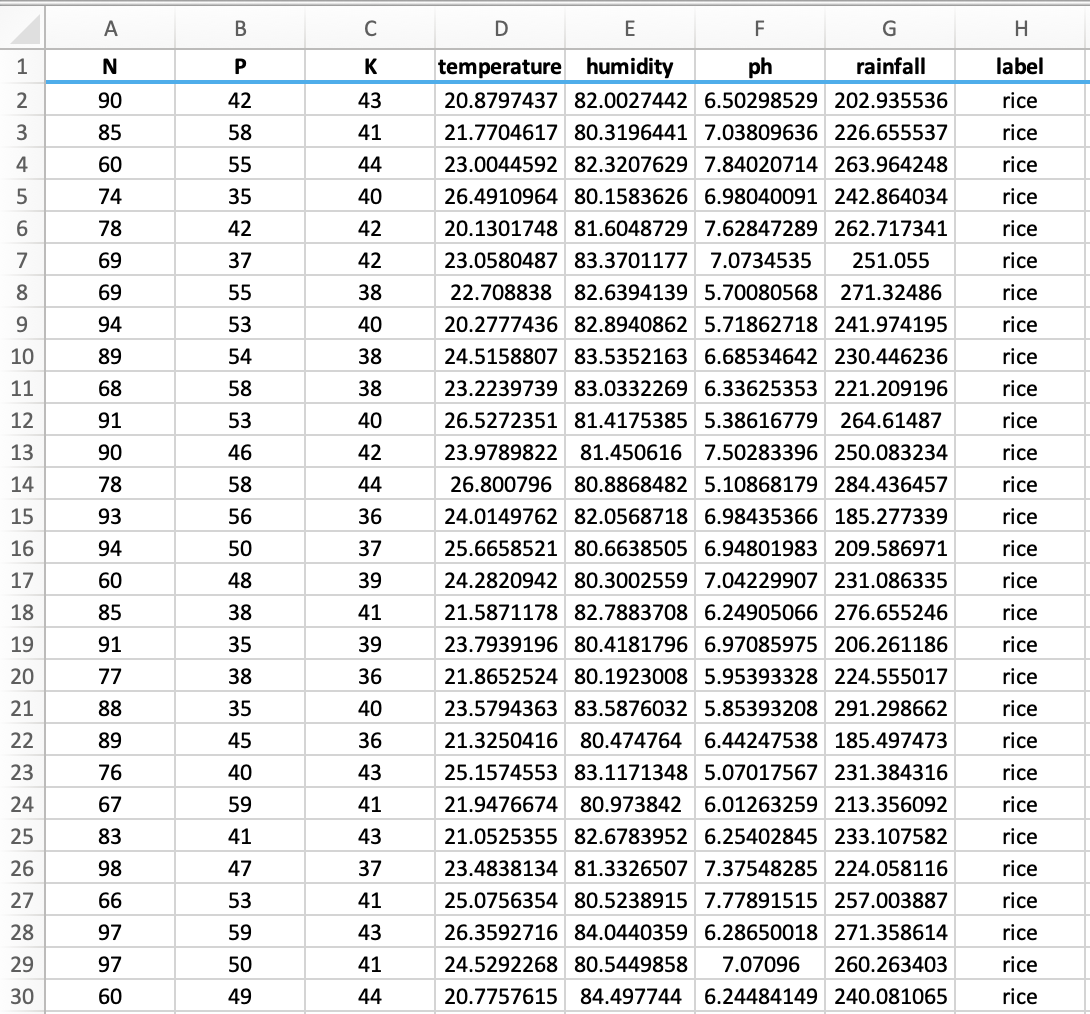 A B C D E F G H
1 N P K temperature humidity ph rainfall label
2 90 42 43 20.8797437 82.0027442 6.50298529 202.935536 rice
3 85 58 41 21.7704617 80.3196441 7.03809636 226.655537 rice
4 60 55 44 23.0044592 82.3207629 7.84020714 263.964248 rice
5 74 35 40 26.4910964 80.1583626 6.98040091 242.864034 rice
6 78 42 42 20.1301748 81.6048729 7.62847289 262.717341 rice
7 69 37 42 23.0580487 83.3701177 7.0734535 251.055 rice
8 69 55 38 22.708838 82.6394139 5.70080568 271.32486 rice
9 94 53 40 20.2777436 82.8940862 5.71862718 241.974195 rice
10 89 54 38 24.5158807 83.5352163 6.68534642 230.446236 rice
11 68 58 38 23.2239739 83.0332269 6.33625353 221.209196 rice
12 91 53 40 26.5272351 81.4175385 5.38616779 264.61487 rice
13 90 46 42 23.9789822 81.450616 7.50283396 250.083234 rice
14 78 58 44 26.800796 80.8868482 5.10868179 284.436457 rice
15 93 56 36 24.0149762 82.0568718 6.98435366 185.277339 rice
16 94 50 37 25.6658521 80.6638505 6.94801983 209.586971 rice
17 60 48 39 24.2820942 80.3002559 7.04229907 231.086335 rice
18 85 38 41 21.5871178 82.7883708 6.24905066 276.655246 rice
19 91 35 39 23.7939196 80.4181796 6.97085975 206.261186 rice
20 77 38 36 21.8652524 80.1923008 5.95393328 224.555017 rice
21 88 35 40 23.5794363 83.5876032 5.85393208 291.298662 rice
22 89 45 36 21.3250416 80.474764 6.44247538 185.497473 rice
23 76 40 43 25.1574553 83.1171348 5.07017567 231.384316 rice
24 67 59 41 21.9476674 80.973842 6.01263259 213.356092 rice
25 83 41 43 21.0525355 82.6783952 6.25402845 233.107582 rice
26 98 47 37 23.4838134 81.3326507 7.37548285 224.058116 rice
27 66 53 41 25.0756354 80.5238915 7.77891515 257.003887 rice
28 97 59 43 26.3592716 84.0440359 6.28650018 271.358614 rice
29 97 50 41 24.5292268 80.5449858 7.07096 260.263403 rice
30 60 49 44 20.7757615 84.497744 6.24484149 240.081065 rice